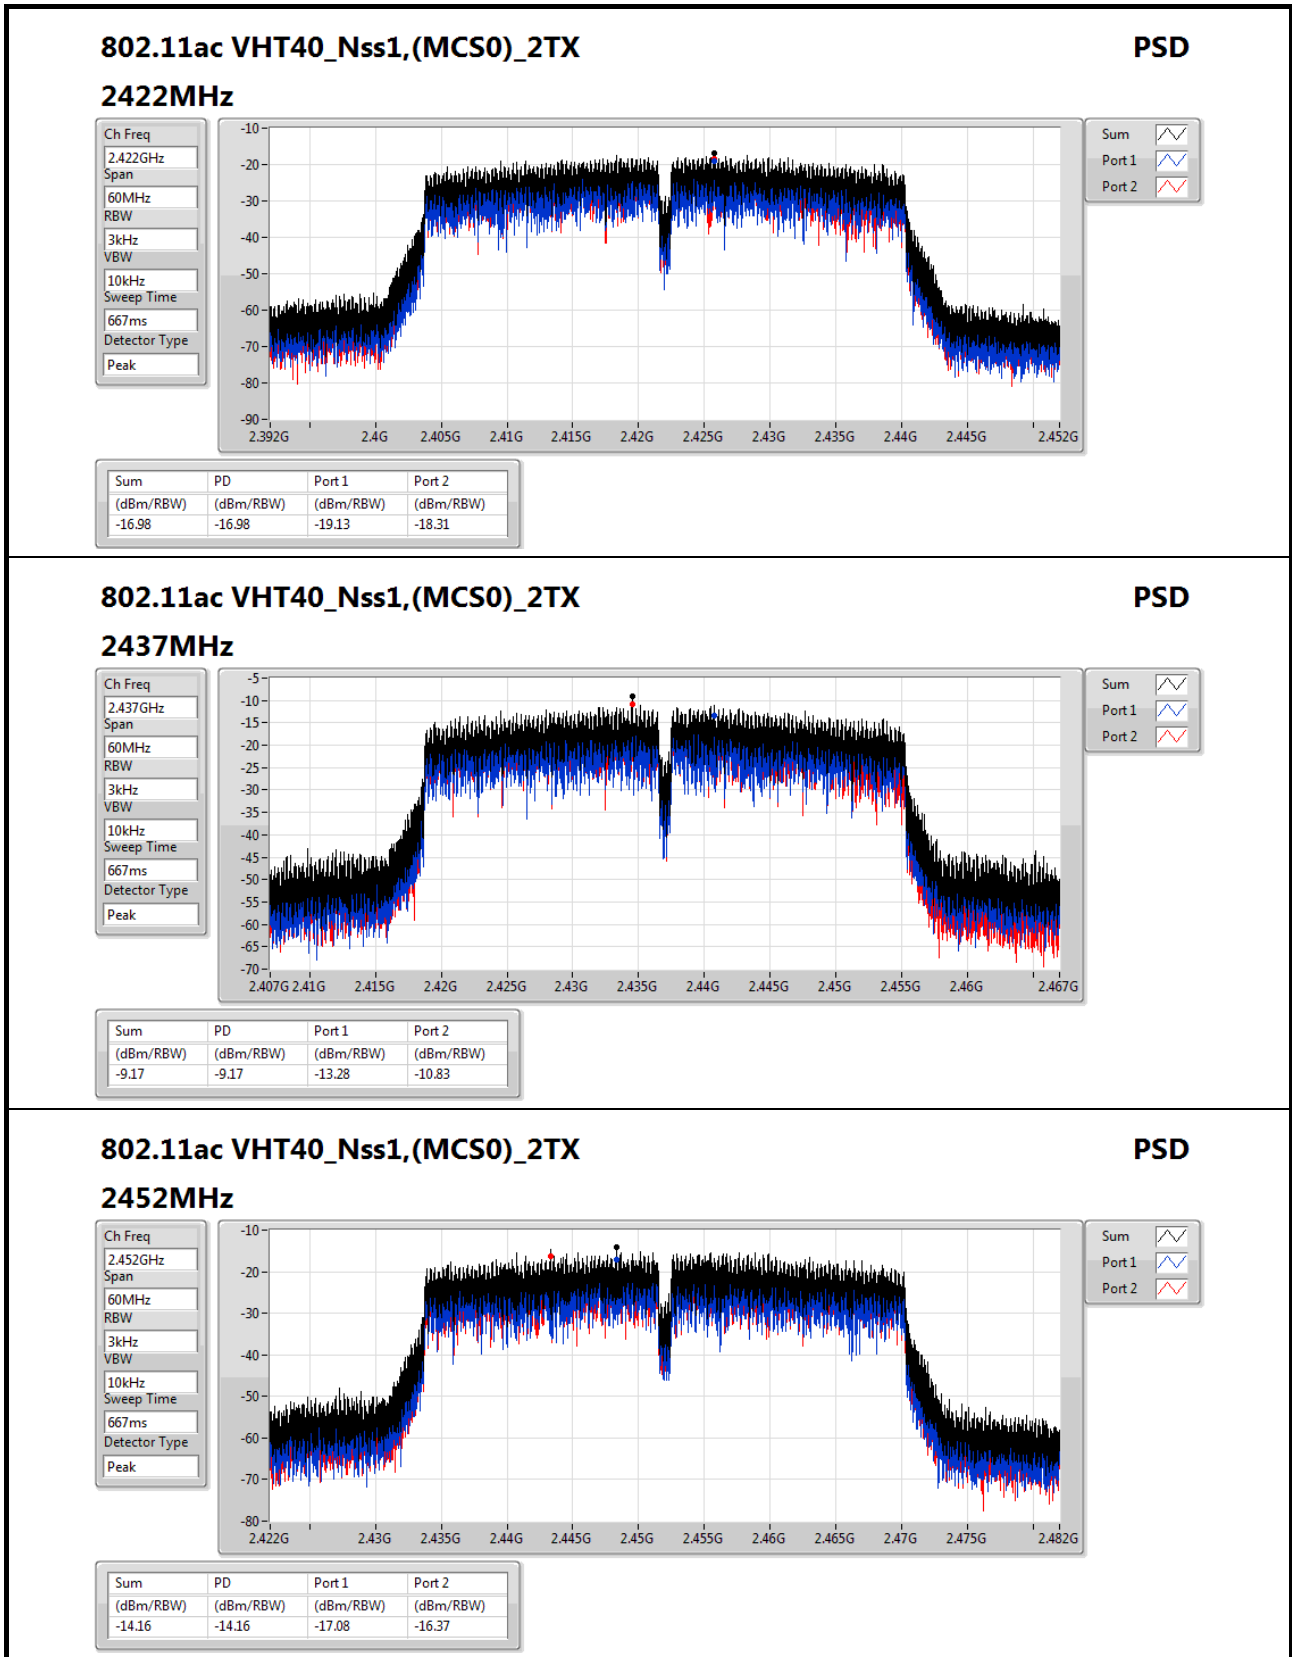 802.11ac VHT40_Nss1,(MCS0)_2TX PSD
2422MHz
Ch Freq
2.422GHz
Span
60MHz
RBW
3kHz
VBW
10kHz
Sweep Time
667ms
Detector Type
Peak
-10
-20
-30
-40
-50
-60
-70
-80
-90
2.392G 2.4G 2.405G 2.41G 2.415G 2.42G 2.425G 2.43G 2.435G 2.44G 2.445G 2.452G
Sum
Port 1
Port 2
Sum PD Port 1 Port 2
(dBm/RBW) (dBm/RBW) (dBm/RBW) (dBm/RBW)
-16.98 -16.98 -19.13 -18.31
802.11ac VHT40_Nss1,(MCS0)_2TX PSD
2437MHz
Ch Freq
2.437GHz
Span
60MHz
RBW
3kHz
VBW
10kHz
Sweep Time
667ms
Detector Type
Peak
-5
-10
-15
-20
-25
-30
-35
-40
-45
-50
-55
-60
-65
-70
2.407G 2.41G 2.415G 2.42G 2.425G 2.43G 2.435G 2.44G 2.445G 2.45G 2.455G 2.46G 2.467G
Sum
Port 1
Port 2
Sum PD Port 1 Port 2
(dBm/RBW) (dBm/RBW) (dBm/RBW) (dBm/RBW)
-9.17 -9.17 -13.28 -10.83
802.11ac VHT40_Nss1,(MCS0)_2TX PSD
2452MHz
Ch Freq
2.452GHz
Span
60MHz
RBW
3kHz
VBW
10kHz
Sweep Time
667ms
Detector Type
Peak
-10
-20
-30
-40
-50
-60
-70
-80
2.422G 2.43G 2.435G 2.44G 2.445G 2.45G 2.455G 2.46G 2.465G 2.47G 2.475G 2.482G
Sum
Port 1
Port 2
Sum PD Port 1 Port 2
(dBm/RBW) (dBm/RBW) (dBm/RBW) (dBm/RBW)
-14.16 -14.16 -17.08 -16.37